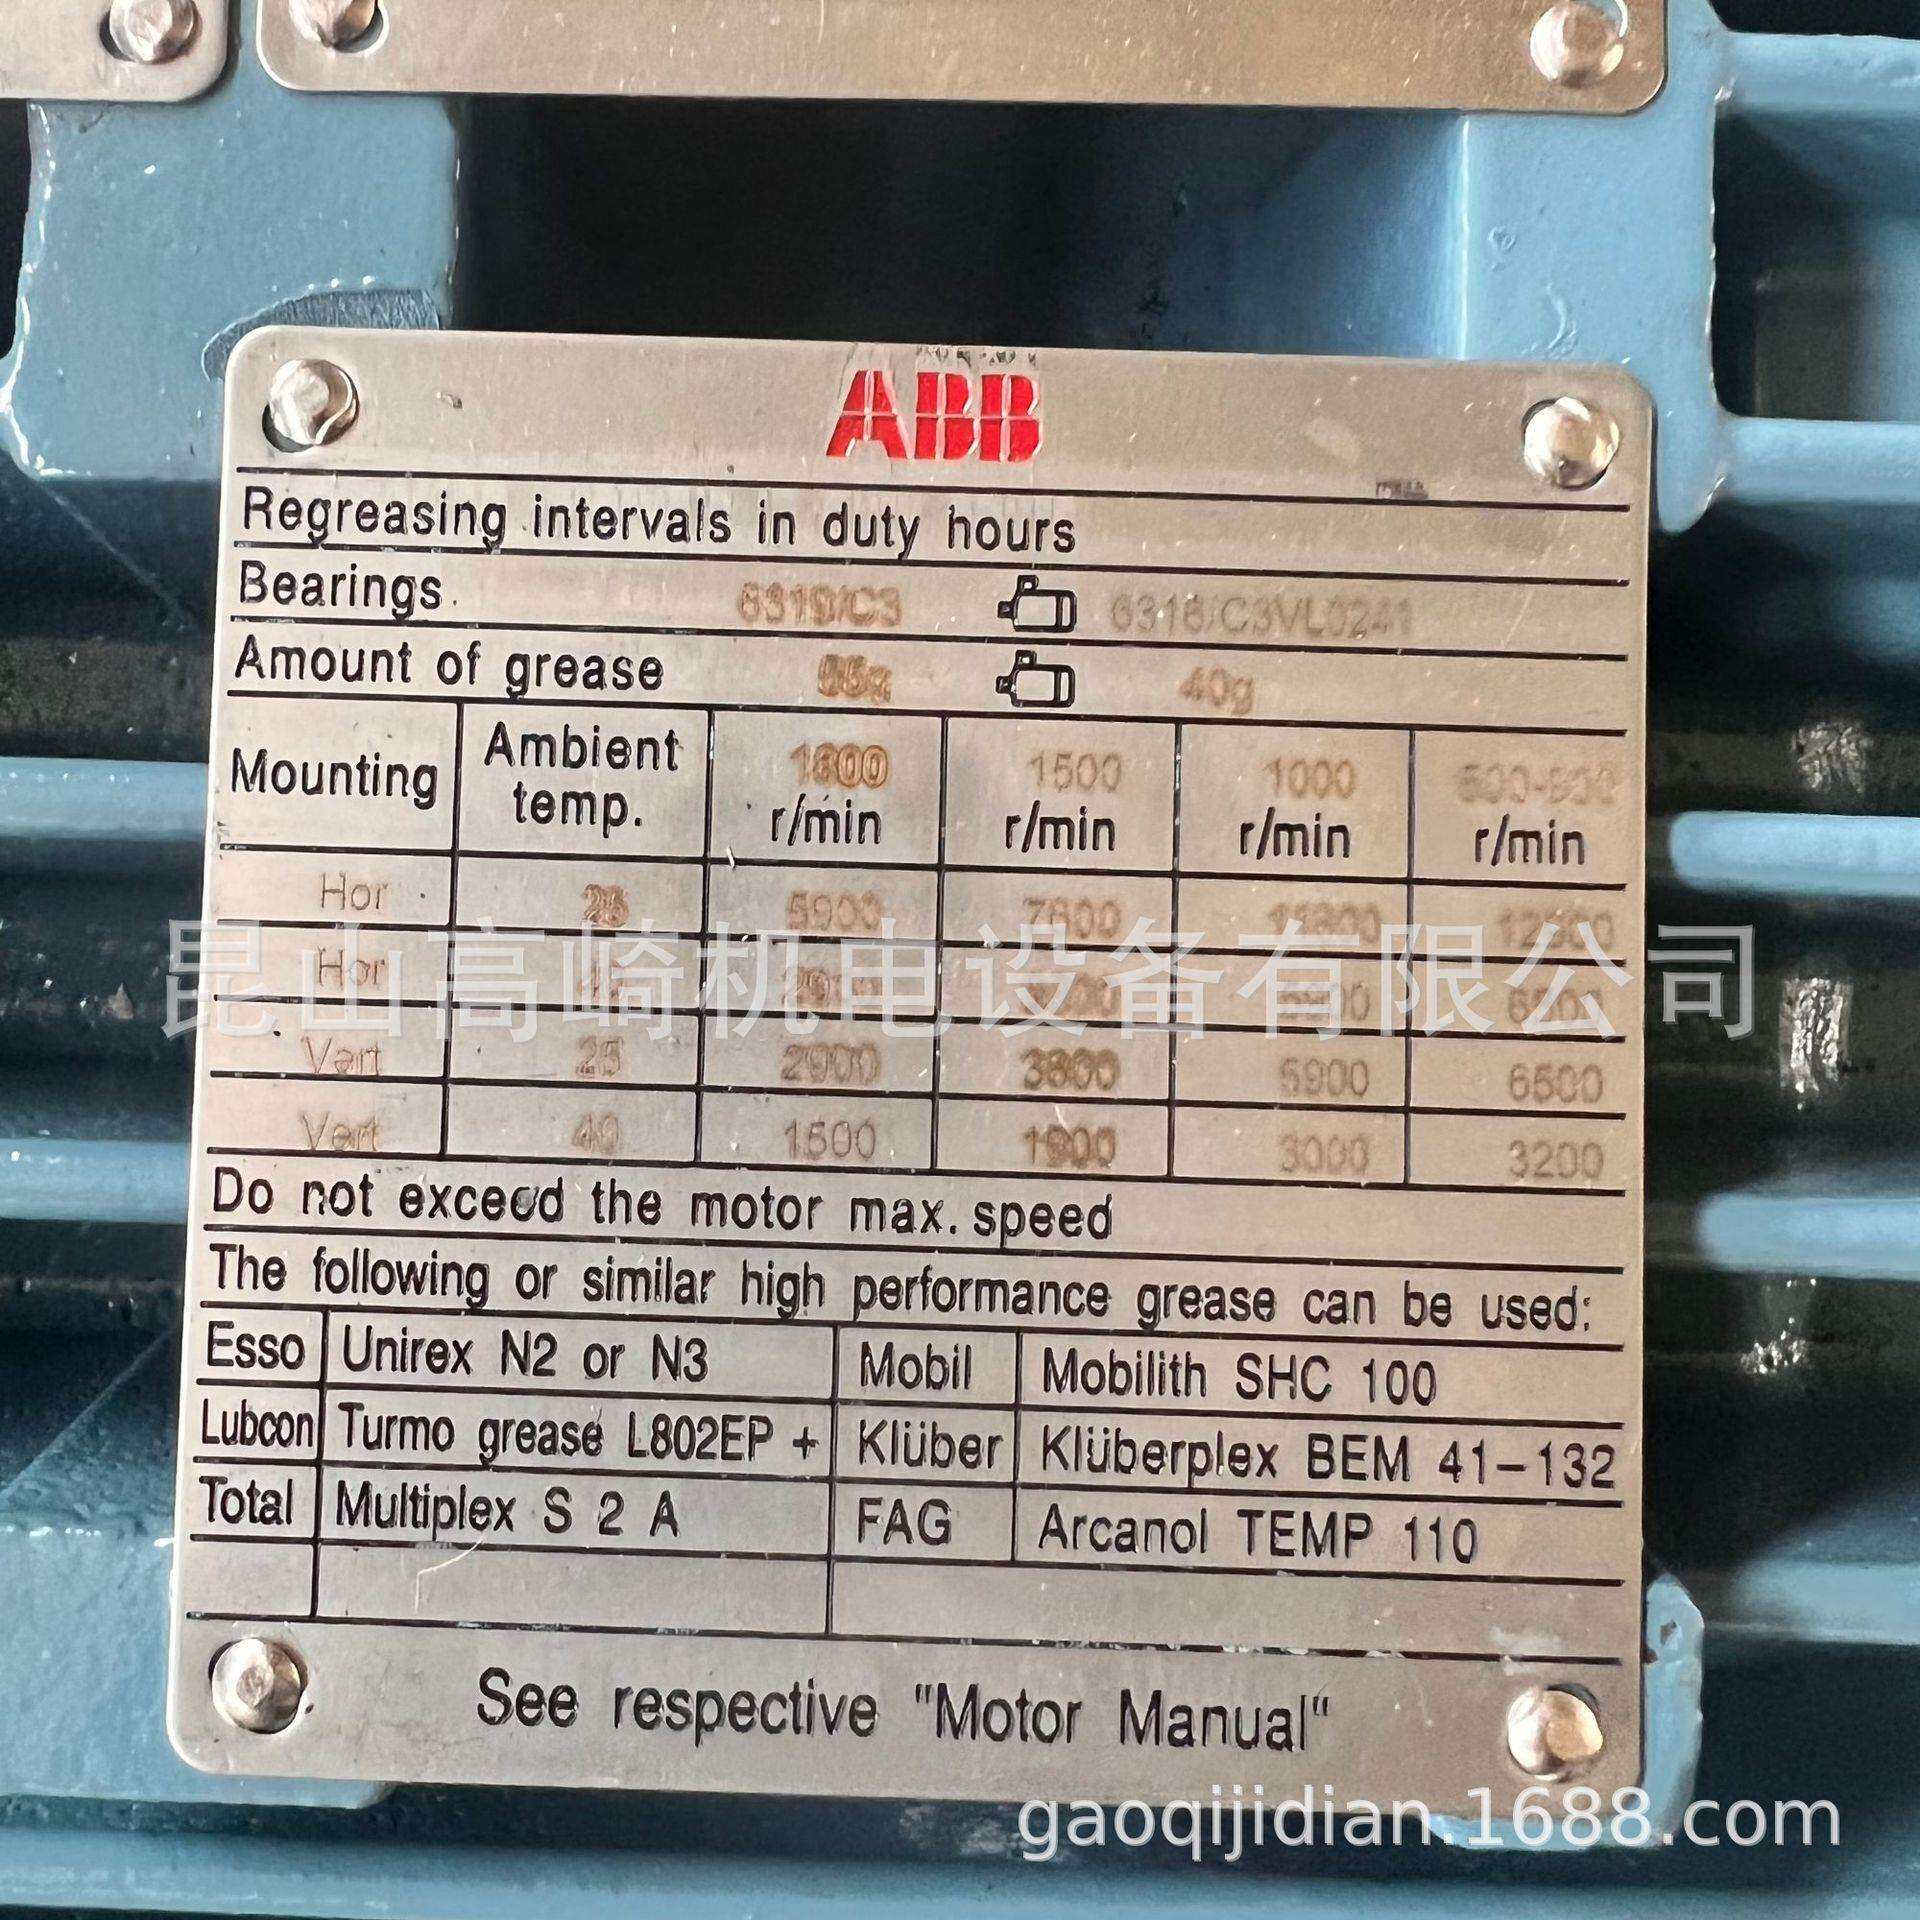 ABB
Regreasing intervals in duty hours
Bearings 6319/C3 6316/C3VL0241
Amount of grease 40g
Mounting Ambient temp. 1800 r/min 1500 r/min 1000 r/min r/min
Hor 25 5900
Hor 6500
Vert 25 2900 3800 5900 6500
Vert 40 1500 1900 3000 3200
Do not exceed the motor max. speed
The following or similar high performance grease can be used:
Esso Unirex N2 or N3 Mobil Mobilith SHC 100
Lubcon Turmo grease L802EP + Klüber Klüberplex BEM 41-132
Total Multiplex S 2 A FAG Arcanol TEMP 110
See respective "Motor Manual"
昆山高崎机电设备有限公司
gaoqijidian.1688.com